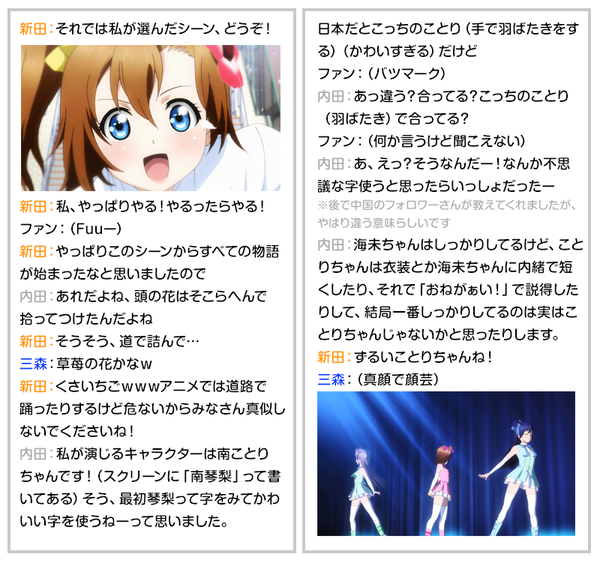 新田：それでは私が選んだシーン、どうぞ！
新田：私、やっぱりやる！やるったらやる！
ファン：（Fuuー）
新田：やっぱりこのシーンからすべての物語
が始まったなと思いましたので
内田：あれだよね、頭の花はそこらへんで
拾ってつけたんだよね
新田：そうそう、道で詰んで…
三森：草苺の花かなｗ
新田：くさいちごｗｗｗアニメでは道路で
踊ったりするけど危ないからみなさん真似し
ないでくださいね！
内田：私が演じるキャラクターは南ことり
ちゃんです！（スクリーンに「南琴梨」って書
いてある）そう、最初琴梨って字をみてかわ
いい字を使うねーって思いました。
日本だとこっちのことり（手で羽ばたきをす
る）（かわいすぎる）だけど
ファン：（バツマーク）
内田：あっ違う？合ってる？こっちのことり
（羽ばたき）で合ってる？
ファン：（何か言うけど聞こえない）
内田：あ、えっ？そうなんだー！なんか不思
議な字使うと思ったらいっしょだったー
※後で中国のフォロワーさんが教えてくれましたが、
やはり違う意味らしいです
内田：海未ちゃんはしっかりしてるけど、こと
りちゃんは衣装とか海未ちゃんに内緒で短
くしたり、それで「おねがぁい！」で説得した
りして、結局一番しっかりしてるのは実はこ
とりちゃんじゃないかと思ったりします。
新田：ずるいことりちゃんね！
三森：（真顔で顔芸）